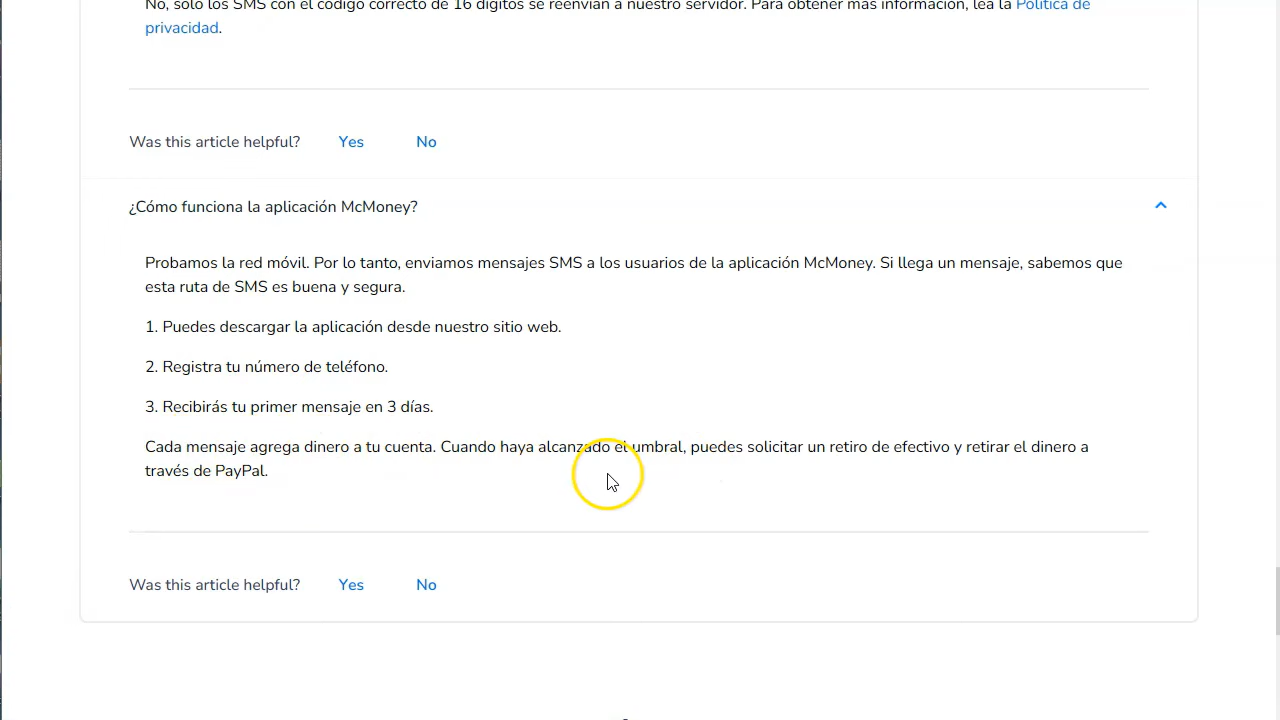 No, solo los SMS con el código correcto de 16 dígitos se reenvían a nuestro servidor. Para obtener más información, lea la Política de
privacidad.
Was this article helpful? Yes No
¿Cómo funciona la aplicación McMoney?
Probamos la red móvil. Por lo tanto, enviamos mensajes SMS a los usuarios de la aplicación McMoney. Si llega un mensaje, sabemos que
esta ruta de SMS es buena y segura.
1. Puedes descargar la aplicación desde nuestro sitio web.
2. Registra tu número de teléfono.
3. Recibirás tu primer mensaje en 3 días.
Cada mensaje agrega dinero a tu cuenta. Cuando haya alcanzado el umbral, puedes solicitar un retiro de efectivo y retirar el dinero a
través de PayPal.
Was this article helpful? Yes No